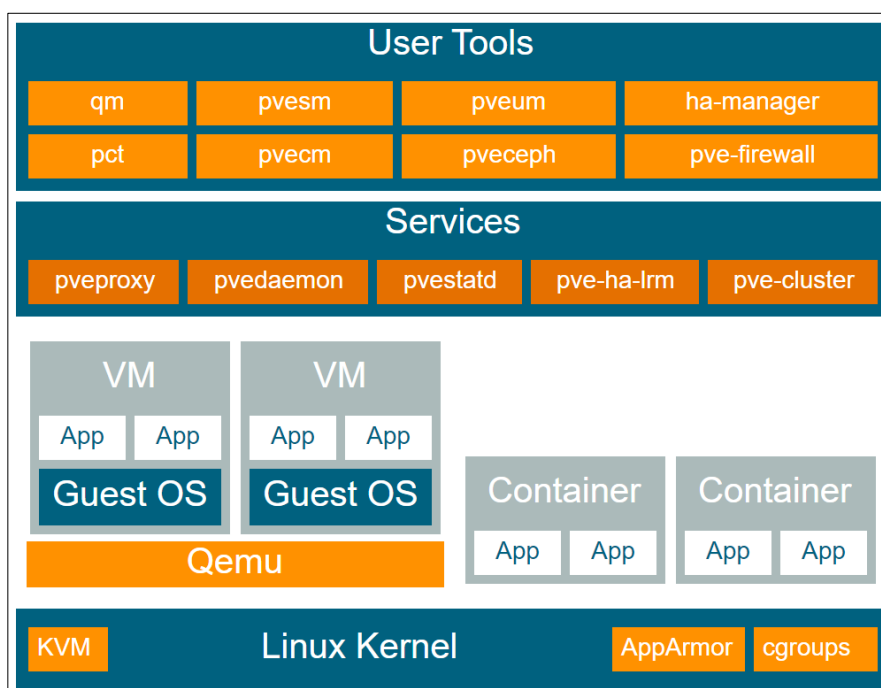 User Tools
qm pvesm pveum ha-manager
pct pvecm pveceph pve-firewall
Services
pveproxy pvedaemon pvestatd pve-ha-lrm pve-cluster
VM VM
App App App App
Guest OS Guest OS
Container Container
App App App App
Qemu
KVM Linux Kernel AppArmor cgroups